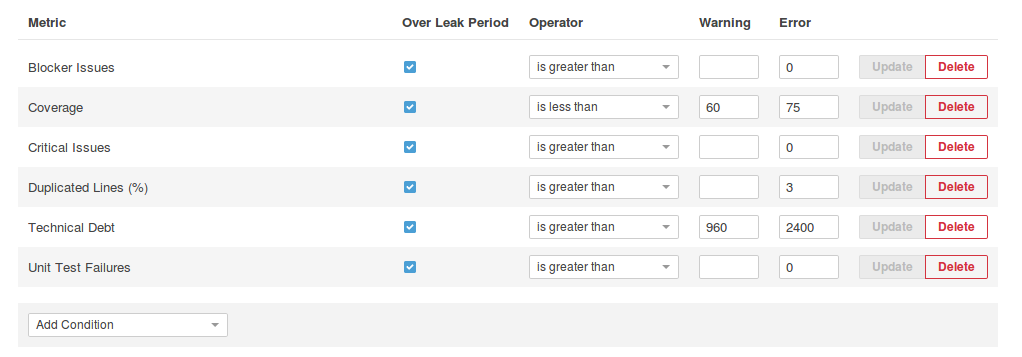 Metric Over Leak Period Operator Warning Error
Blocker Issues is greater than 0 Update Delete
Coverage is less than 60 75 Update Delete
Critical Issues is greater than 0 Update Delete
Duplicated Lines (%) is greater than 3 Update Delete
Technical Debt is greater than 960 2400 Update Delete
Unit Test Failures is greater than 0 Update Delete
Add Condition